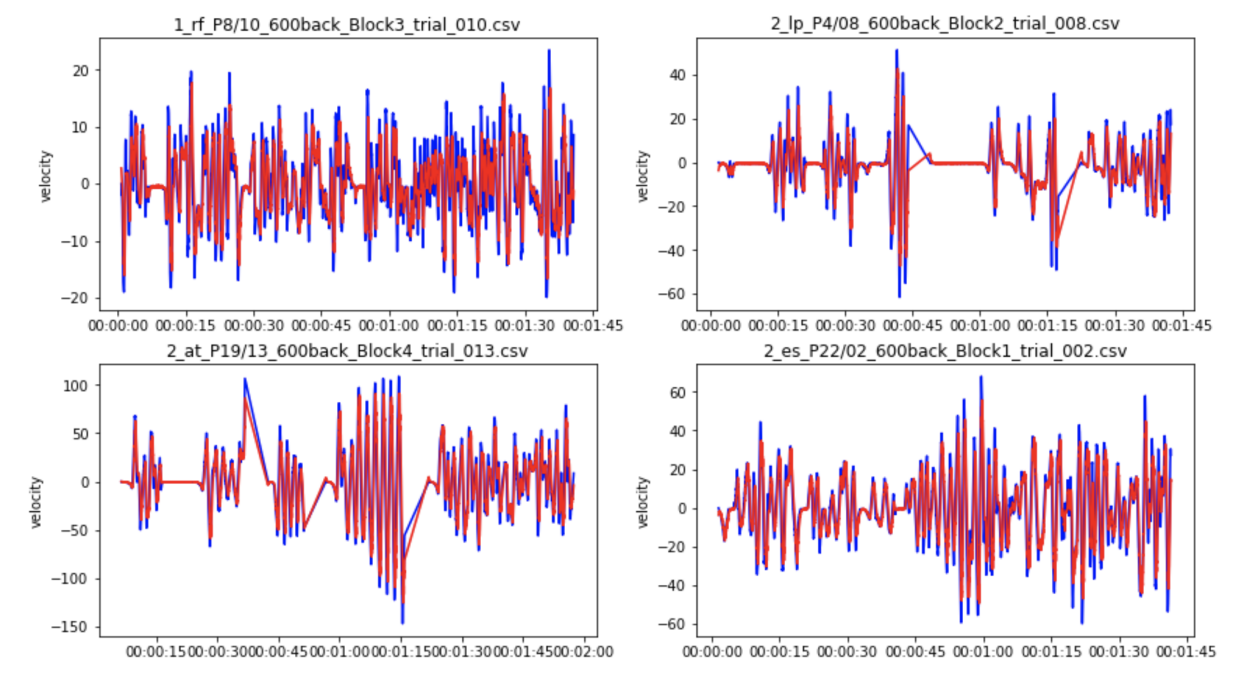 1_rf_P8/10_600back_Block3_trial_010.csv
velocity
20
10
0
−10
−20
00:00:00 00:00:15 00:00:30 00:00:45 00:01:00 00:01:15 00:01:30 00:01:45
2_lp_P4/08_600back_Block2_trial_008.csv
velocity
40
20
0
−20
−40
−60
00:00:00 00:00:15 00:00:30 00:00:45 00:01:00 00:01:15 00:01:30 00:01:45
2_at_P19/13_600back_Block4_trial_013.csv
velocity
100
50
0
−50
−100
−150
00:00:15 00:00:30 00:00:45 00:01:00 00:01:15 00:01:30 00:01:45 00:02:00
2_es_P22/02_600back_Block1_trial_002.csv
velocity
60
40
20
0
−20
−40
−60
00:00:00 00:00:15 00:00:30 00:00:45 00:01:00 00:01:15 00:01:30 00:01:45